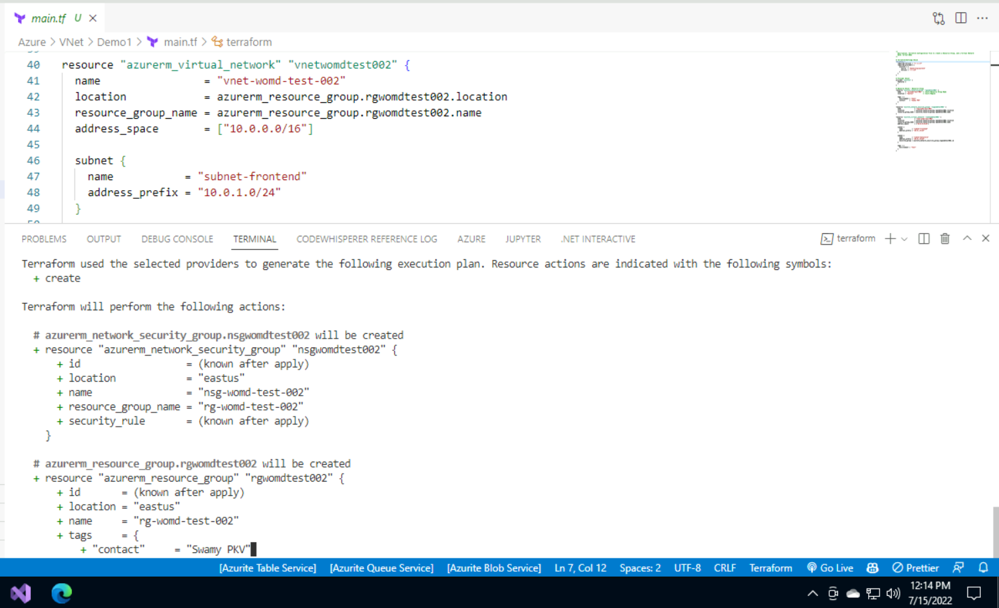 main.tf U
Azure > VNet > Demo1 > main.tf > terraform
40 resource "azurerm_virtual_network" "vnetwomdtest002" {
41 name = "vnet-womd-test-002"
42 location = azurerm_resource_group.rgwomdtest002.location
43 resource_group_name = azurerm_resource_group.rgwomdtest002.name
44 address_space = ["10.0.0.0/16"]
45
46 subnet {
47 name = "subnet-frontend"
48 address_prefix = "10.0.1.0/24"
49 }
PROBLEMS OUTPUT DEBUG CONSOLE TERMINAL CODEWHISPERER REFERENCE LOG AZURE JUPYTER .NET INTERACTIVE terraform
Terraform used the selected providers to generate the following execution plan. Resource actions are indicated with the following symbols:
+ create
Terraform will perform the following actions:
# azurerm_network_security_group.nsgwomdtest002 will be created
+ resource "azurerm_network_security_group" "nsgwomdtest002" {
+ id = (known after apply)
+ location = "eastus"
+ name = "nsg-womd-test-002"
+ resource_group_name = "rg-womd-test-002"
+ security_rule = (known after apply)
}
# azurerm_resource_group.rgwomdtest002 will be created
+ resource "azurerm_resource_group" "rgwomdtest002" {
+ id = (known after apply)
+ location = "eastus"
+ name = "rg-womd-test-002"
+ tags = {
+ "contact" = "Swamy PKV"
[Azurite Table Service] [Azurite Queue Service] [Azurite Blob Service] Ln 7, Col 12 Spaces: 2 UTF-8 CRLF Terraform Go Live Prettier
12:14 PM
7/15/2022